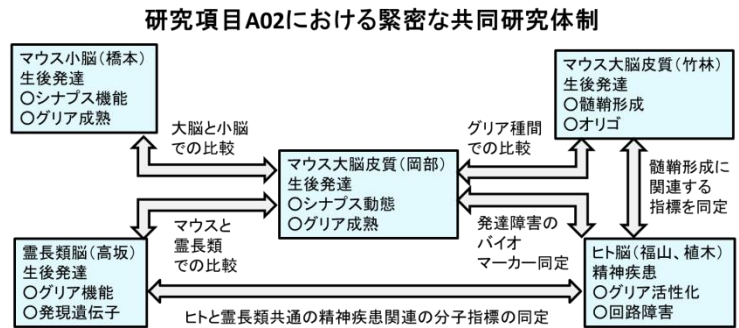 研究項目A02における緊密な共同研究体制
マウス小脳（橋本）
生後発達
〇シナプス機能
〇グリア成熟
大脳と小脳
での比較
マウス大脳皮質（岡部）
生後発達
〇シナプス動態
〇グリア成熟
グリア種間
での比較
マウス大脳皮質（竹林）
生後発達
〇髄鞘形成
〇オリゴ
髄鞘形成に
関連する
指標を同定
マウスと
霊長類
での比較
発達障害の
バイオ
マーカー同定
霊長類脳（高坂）
生後発達
〇グリア機能
〇発現遺伝子
ヒト脳（福山、植木）
精神疾患
〇グリア活性化
〇回路障害
ヒトと霊長類共通の精神疾患関連の分子指標の同定